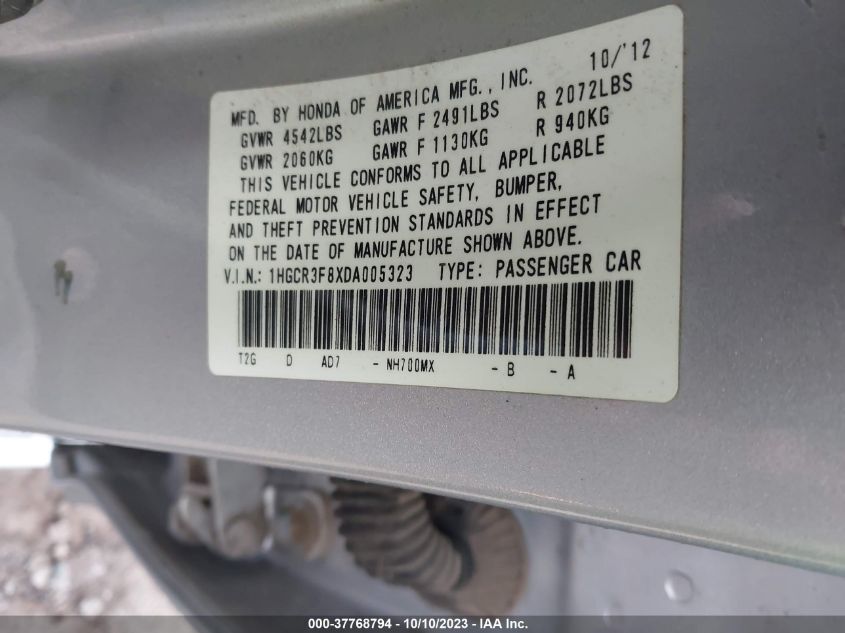 10/'12
MFD. BY HONDA OF AMERICA MFG., INC.
GVWR 4542LBS GAWR F 2491LBS R 2072LBS
GVWR 2060KG GAWR F 1130KG R 940KG
THIS VEHICLE CONFORMS TO ALL APPLICABLE
FEDERAL MOTOR VEHICLE SAFETY, BUMPER,
AND THEFT PREVENTION STANDARDS IN EFFECT
ON THE DATE OF MANUFACTURE SHOWN ABOVE.
V.I.N.: 1HGCR3F8XDA005323 TYPE: PASSENGER CAR
T2G D AD7 - NH700MX - B - A
000-37768794 - 10/10/2023 - IAA Inc.